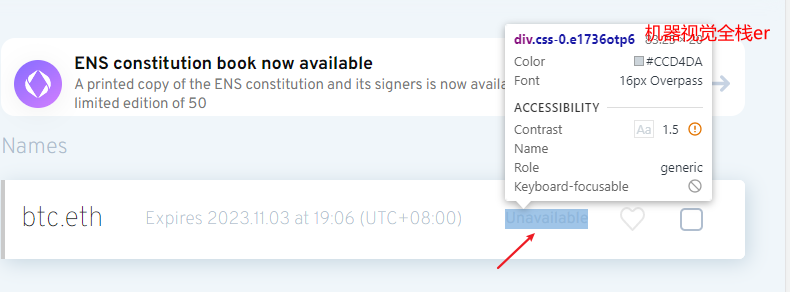 ENS constitution book now available
A printed copy of the ENS constitution and its signers is now availa
limited edition of 50
div.css-0.e1736otp6
机器视觉全栈er
Color #CCD4DA
Font 16px Overpass
ACCESSIBILITY
Contrast Aa 1.5
Name
Role generic
Keyboard-focusable
Names
btc.eth Expires 2023.11.03 at 19:06 (UTC+08:00) Unavailable